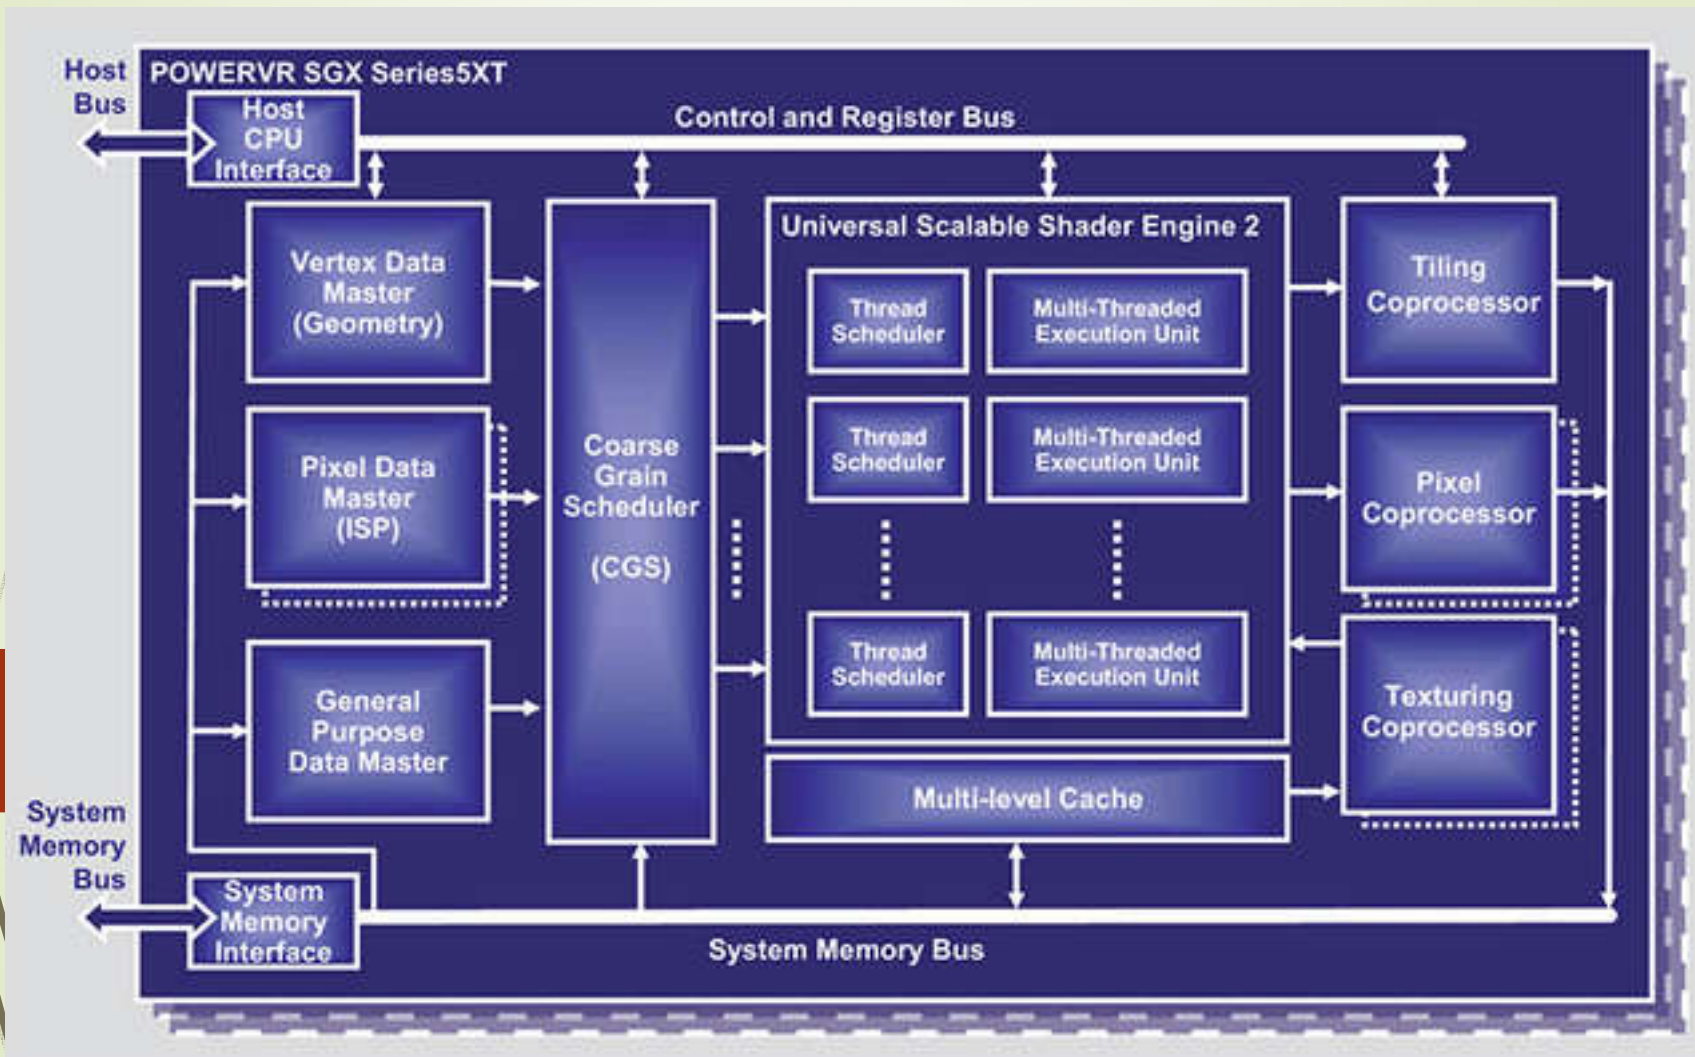 Host
Bus
POWERVR SGX Series5XT
Host
CPU
Interface
Control and Register Bus
Vertex Data
Master
(Geometry)
Pixel Data
Master
(ISP)
General
Purpose
Data Master
Coarse
Grain
Scheduler
(CGS)
Universal Scalable Shader Engine 2
Thread
Scheduler
Multi-Threaded
Execution Unit
Thread
Scheduler
Multi-Threaded
Execution Unit
Thread
Scheduler
Multi-Threaded
Execution Unit
Multi-level Cache
Tiling
Coprocessor
Pixel
Coprocessor
Texturing
Coprocessor
System
Memory
Bus
System
Memory
Interface
System Memory Bus